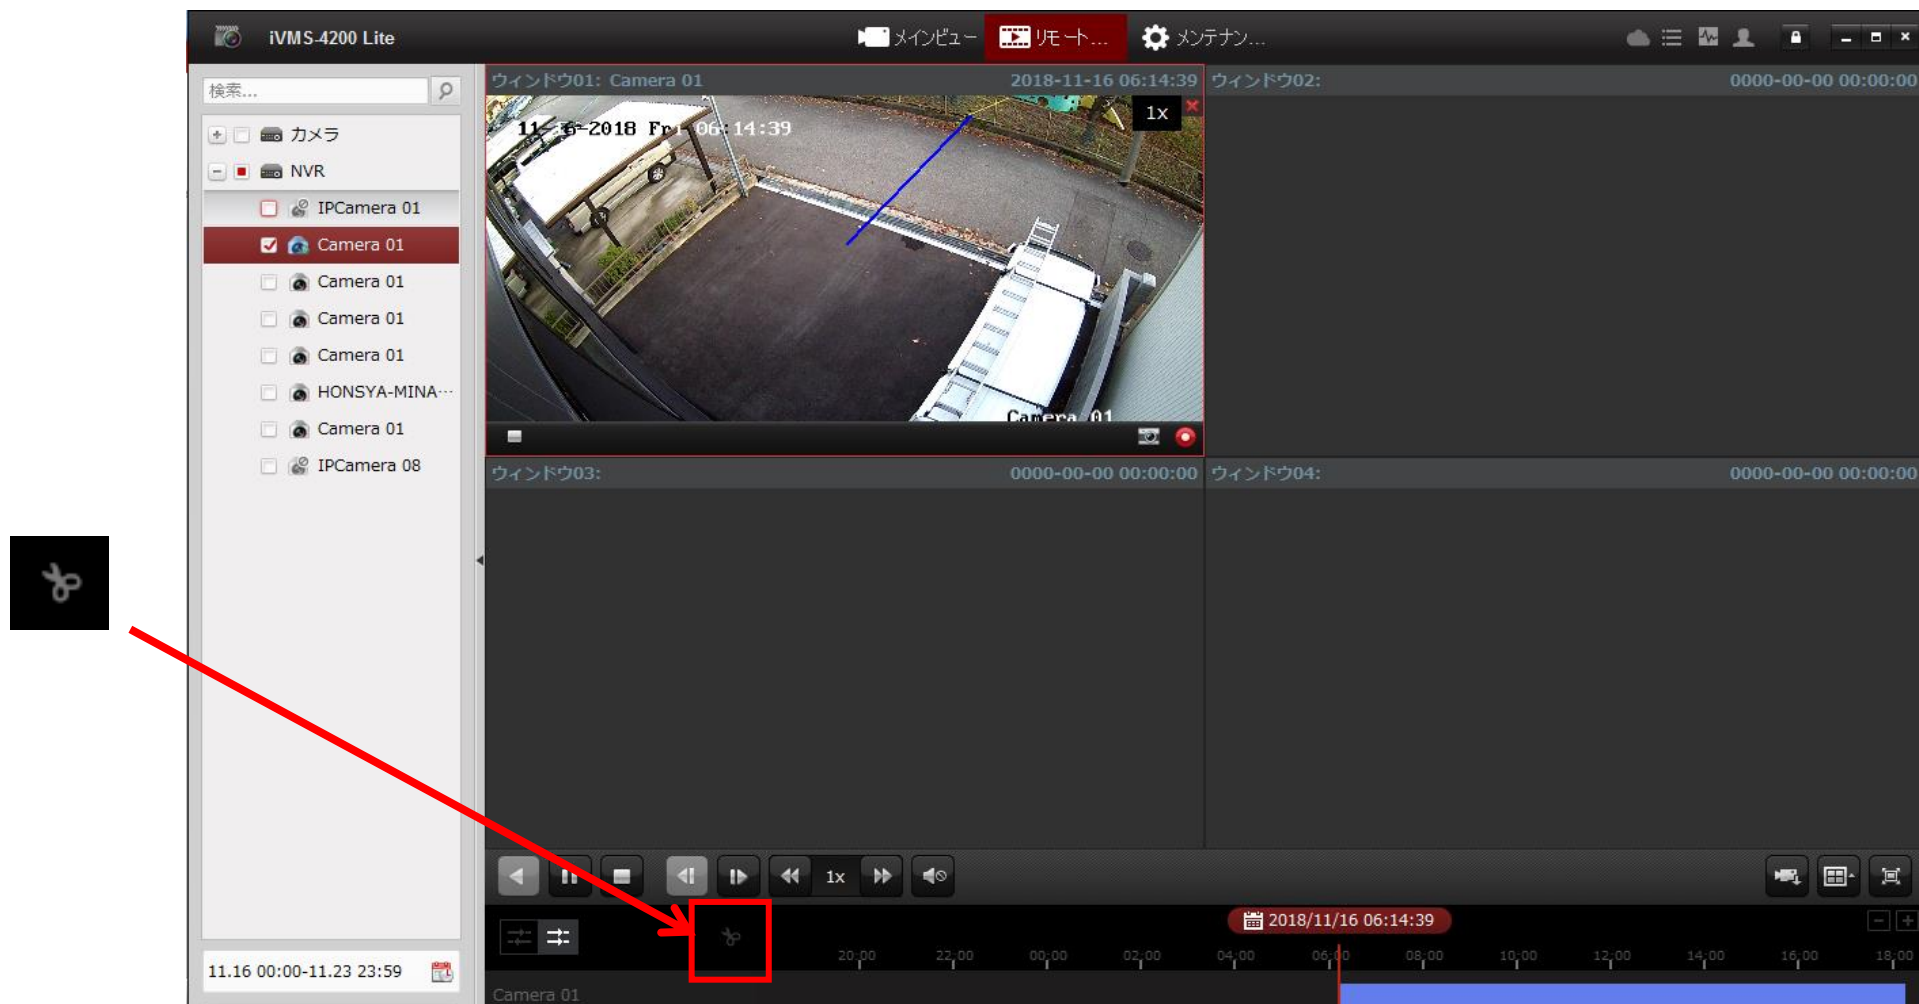 iVMS-4200 Lite
メインビュー
リモート...
メンテナン...
検索...
カメラ
NVR
IPCamera 01
Camera 01
Camera 01
Camera 01
Camera 01
HONSYA-MINA…
Camera 01
IPCamera 08
11.16 00:00-11.23 23:59
ウィンドウ01: Camera 01
2018-11-16 06:14:39
ウィンドウ02:
0000-00-00 00:00:00
2018 Fri 06:14:39
1x
Camera 01
ウィンドウ03:
0000-00-00 00:00:00
ウィンドウ04:
0000-00-00 00:00:00
1x
2018/11/16 06:14:39
20:00 22:00 00:00 02:00 04:00 06:00 08:00 10:00 12:00 14:00 16:00 18:00
Camera 01